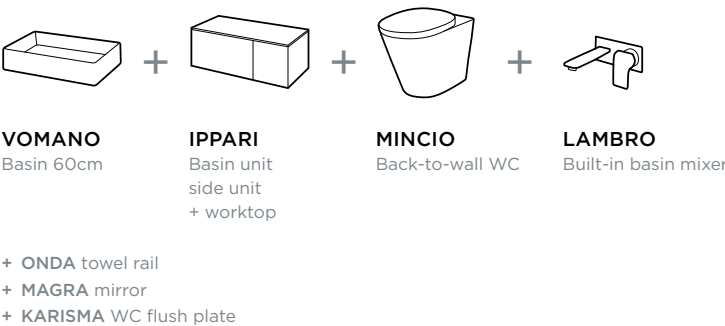 VOMANO
Basin 60cm
IPPARI
Basin unit
side unit
+ worktop
MINCIO
Back-to-wall WC
LAMBRO
Built-in basin mixer
+ ONDA towel rail
+ MAGRA mirror
+ KARISMA WC flush plate